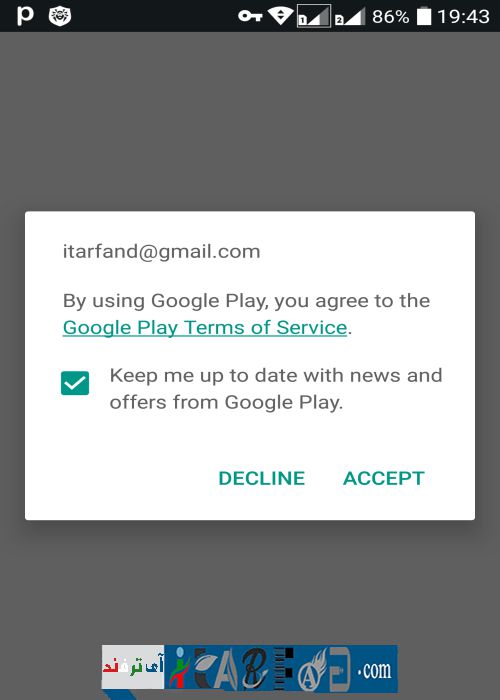 86% 19:43
itarfand@gmail.com
By using Google Play, you agree to the
Google Play Terms of Service.
Keep me up to date with news and
offers from Google Play.
DECLINE ACCEPT
آی ترفند iTARFAND.com